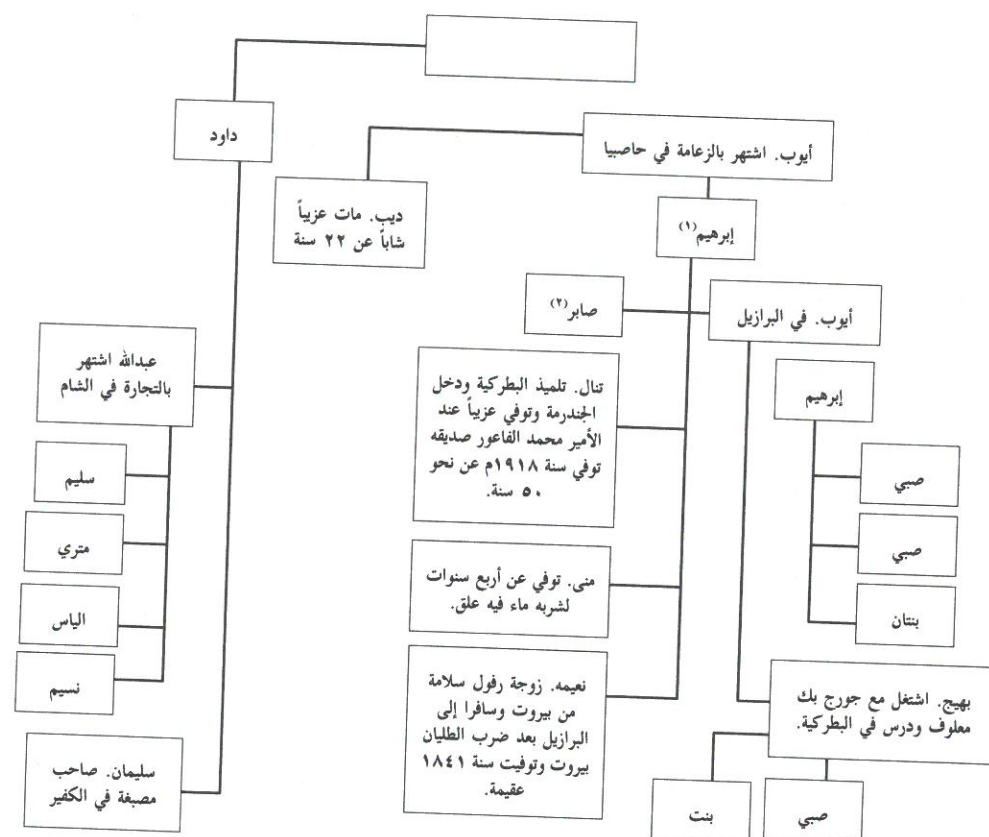 أيوب. اشتهر بالزعامة في حاصبيا
إبرهيم(١)
ديب. مات عزيباً
شاباً عن ٢٢ سنة
أيوب. في البرازيل
صابر(٢)
إبرهيم
صبي
صبي
بنتان
بهيج. اشتغل مع جورج بك
معلوف ودرس في البطركية.
صبي
بنت
تنال. تلميذ البطركية ودخل
الجندرمة وتوفي عزيباً عند
الأمير محمد الفاعور صديقه
توفي سنة ١٩١٨م عن نحو
٥٠ سنة.
منى. توفي عن أربع سنوات
لشربه ماء فيه علق.
نعيمه. زوجة رفول سلامة
من بيروت وسافرا إلى
البرازيل بعد ضرب الطليان
بيروت وتوفيت سنة ١٨٤١
عقيمة.
داود
عبدالله اشتهر
بالتجارة في الشام
سليم
متري
الياس
نسيم
سليمان. صاحب
مصبغة في الكفير